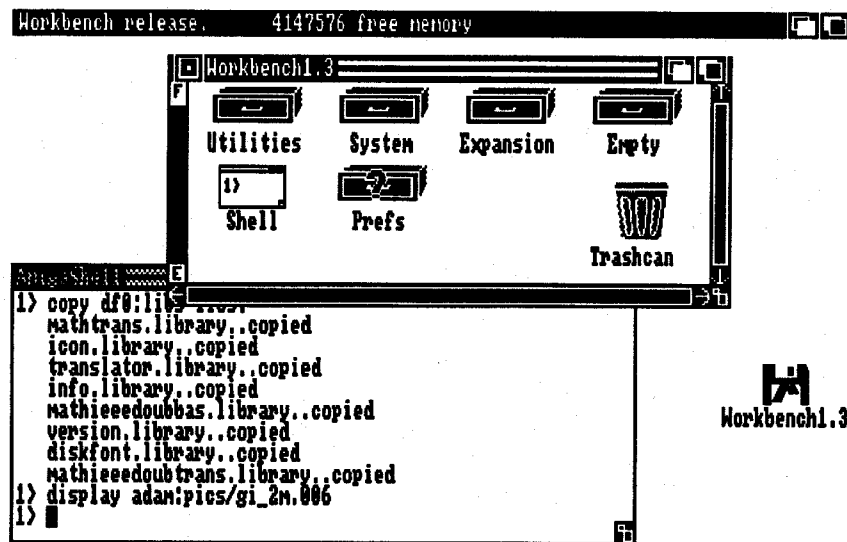 Workbench release. 4147576 free memory
Workbench1.3
F
Utilities System Expansion Empty
1>
Shell Prefs
Trashcan
E
AmigaShell
1> copy df0:libs
mathtrans.library..copied
icon.library..copied
translator.library..copied
info.library..copied
mathieeedoubbas.library..copied
version.library..copied
diskfont.library..copied
mathieeedoubtrans.library..copied
1> display adam:pics/gi_2m.006
1>
Workbench1.3